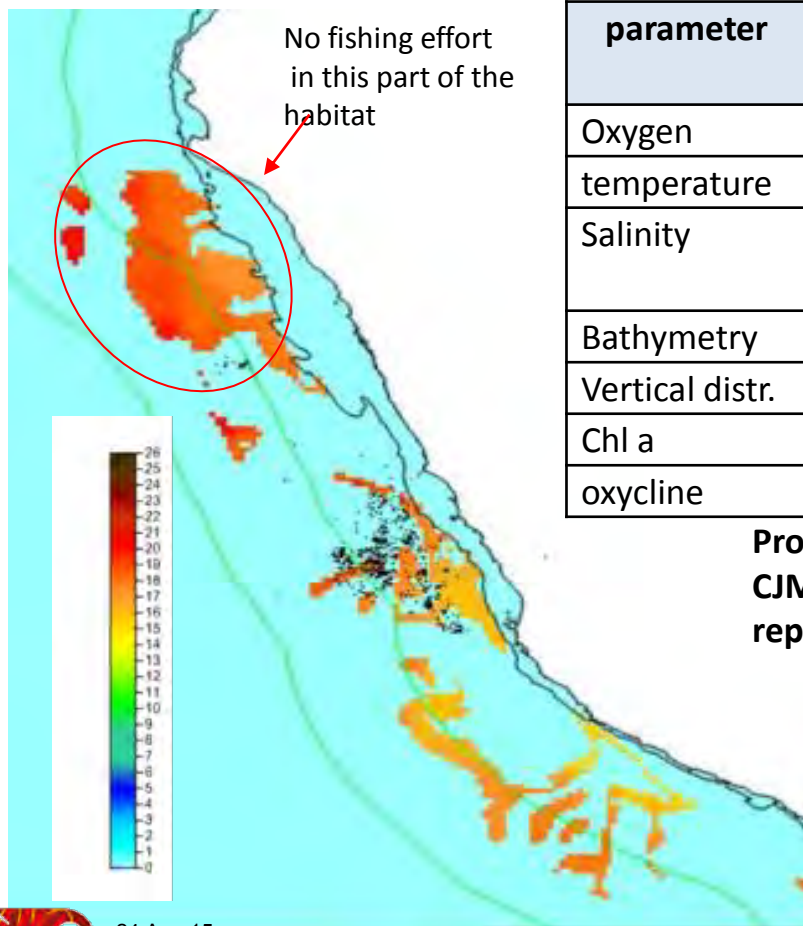 No fishing effort
in this part of the
habitat
parameter
Oxygen
temperature
Salinity
Bathymetry
Vertical distr.
Chl a
oxycline
Pro
CJM
rep
26
25
24
23
22
21
20
19
18
17
16
15
14
13
12
11
10
9
8
7
6
5
4
3
2
1
0